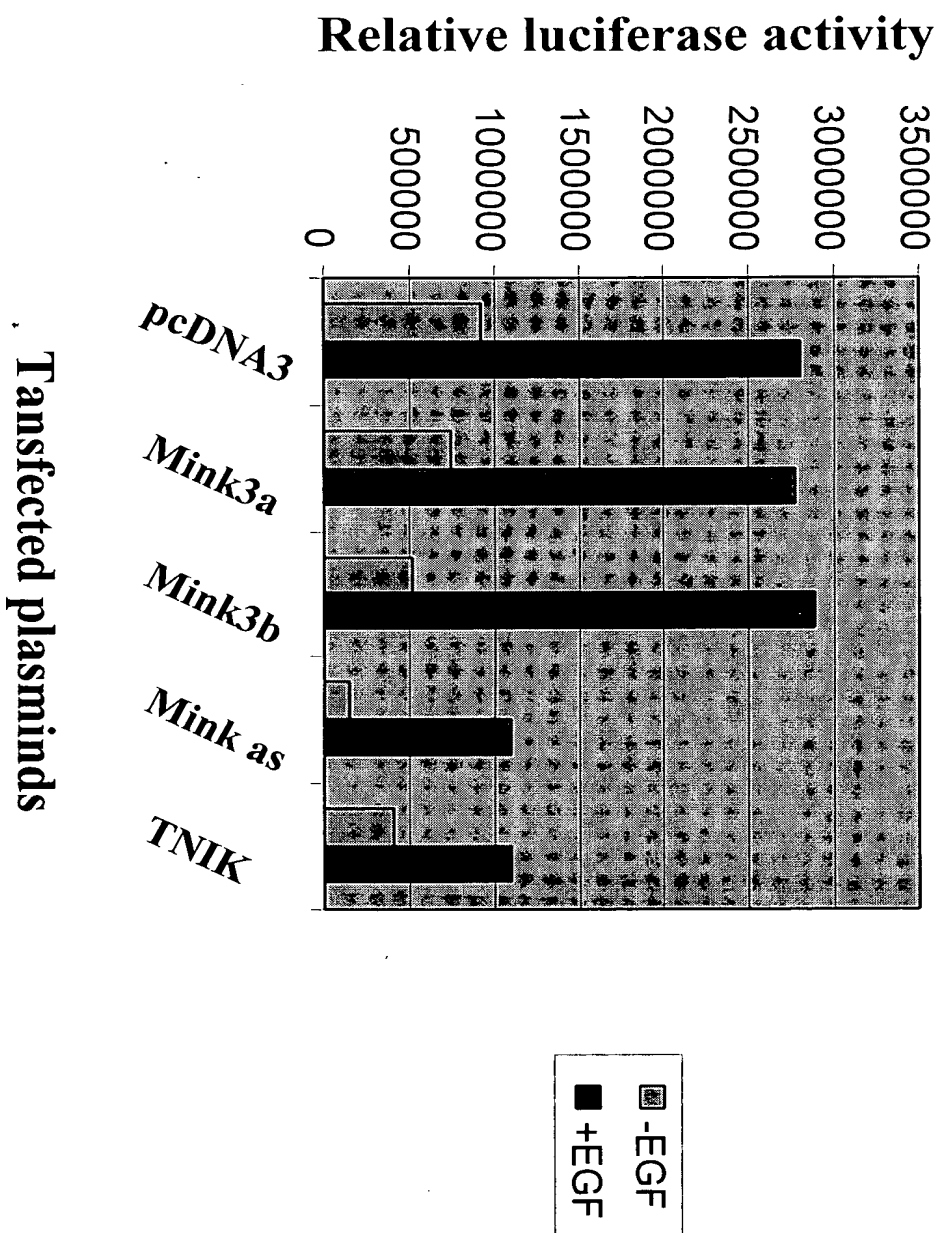 Relative luciferase activity
3500000
3000000
2500000
2000000
1500000
1000000
500000
0
pcDNA3
Mink3a
Mink3b
Mink as
TNIK
Tansfected plasminds
-EGF
+EGF